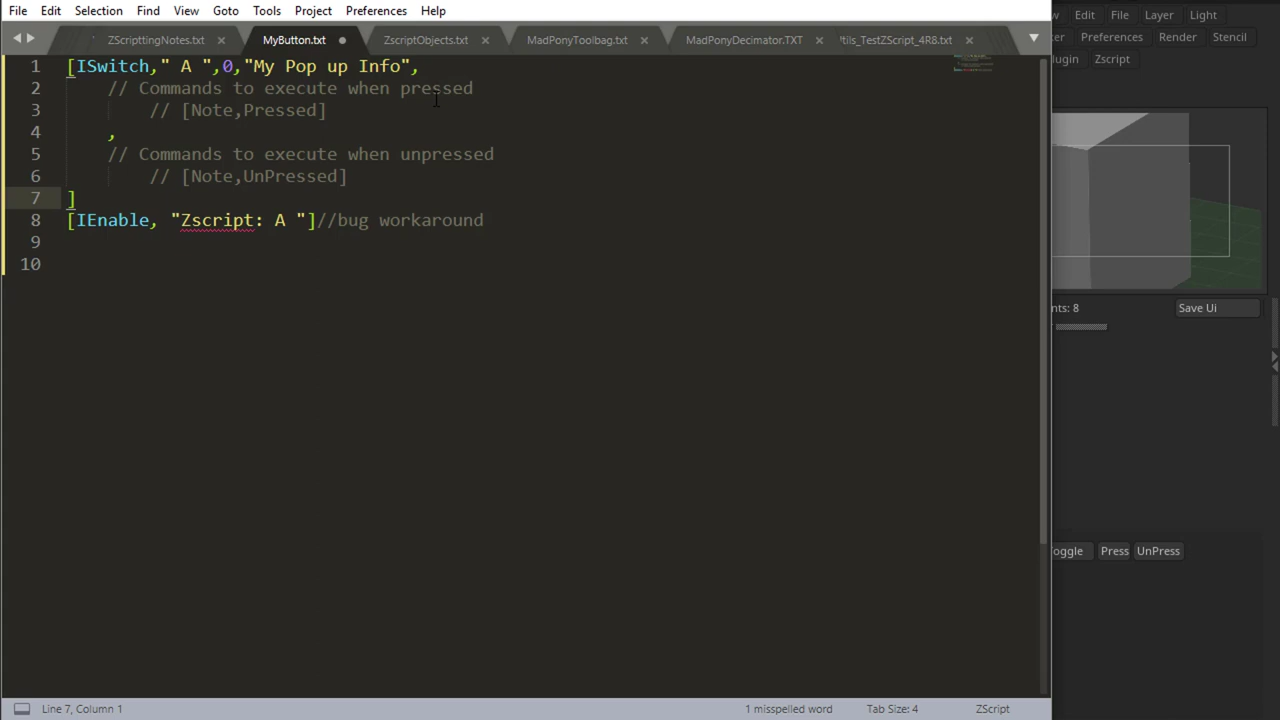 File Edit Selection Find View Goto Tools Project Preferences Help
ZScripttingNotes.txt MyButton.txt ZscriptObjects.txt MadPonyToolbag.txt MadPonyDecimator.TXT tils_TestZScript_4R8.txt
1 [ISwitch," A ",0,"My Pop up Info",
2 // Commands to execute when pressed
3 // [Note,Pressed]
4 ,
5 // Commands to execute when unpressed
6 // [Note,UnPressed]
7 ]
8 [IEnable, "Zscript: A "]//bug workaround
9
10
Line 7, Column 1 1 misspelled word Tab Size: 4 ZScript
w Edit File Layer Light
ter Preferences Render Stencil
lugin Zscript
nts: 8 Save Ui
oggle Press UnPress